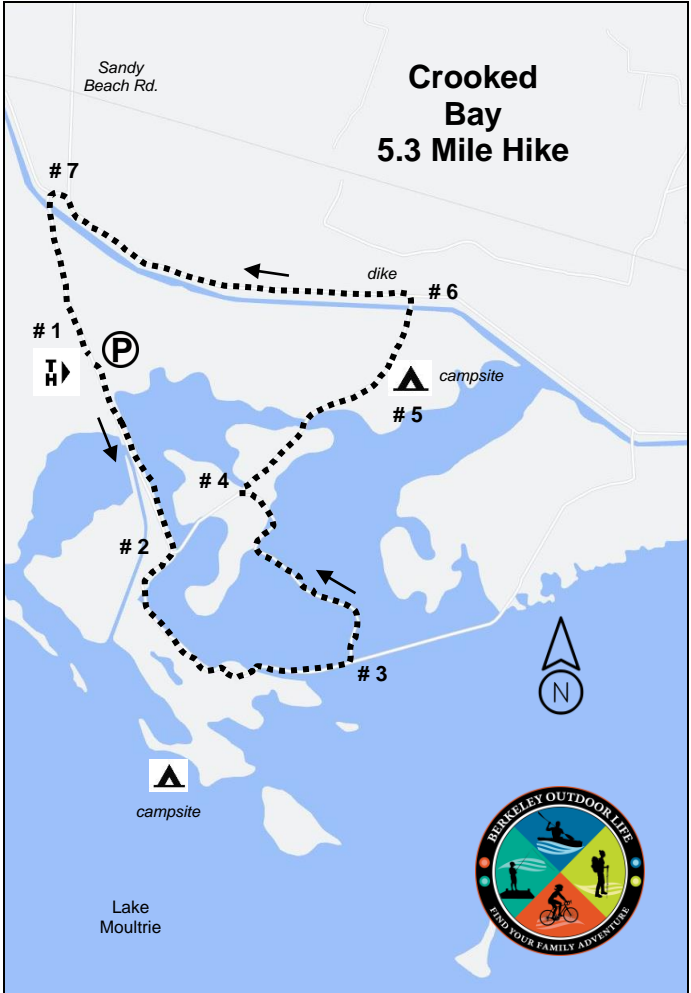 Crooked
Bay
5.3 Mile Hike
Sandy
Beach Rd.
# 7
dike
# 6
# 1
P
T
H
campsite
# 5
# 4
# 2
# 3
N
campsite
Lake
Moultrie
BERKELEY OUTDOOR LIFE
FIND YOUR FAMILY ADVENTURE